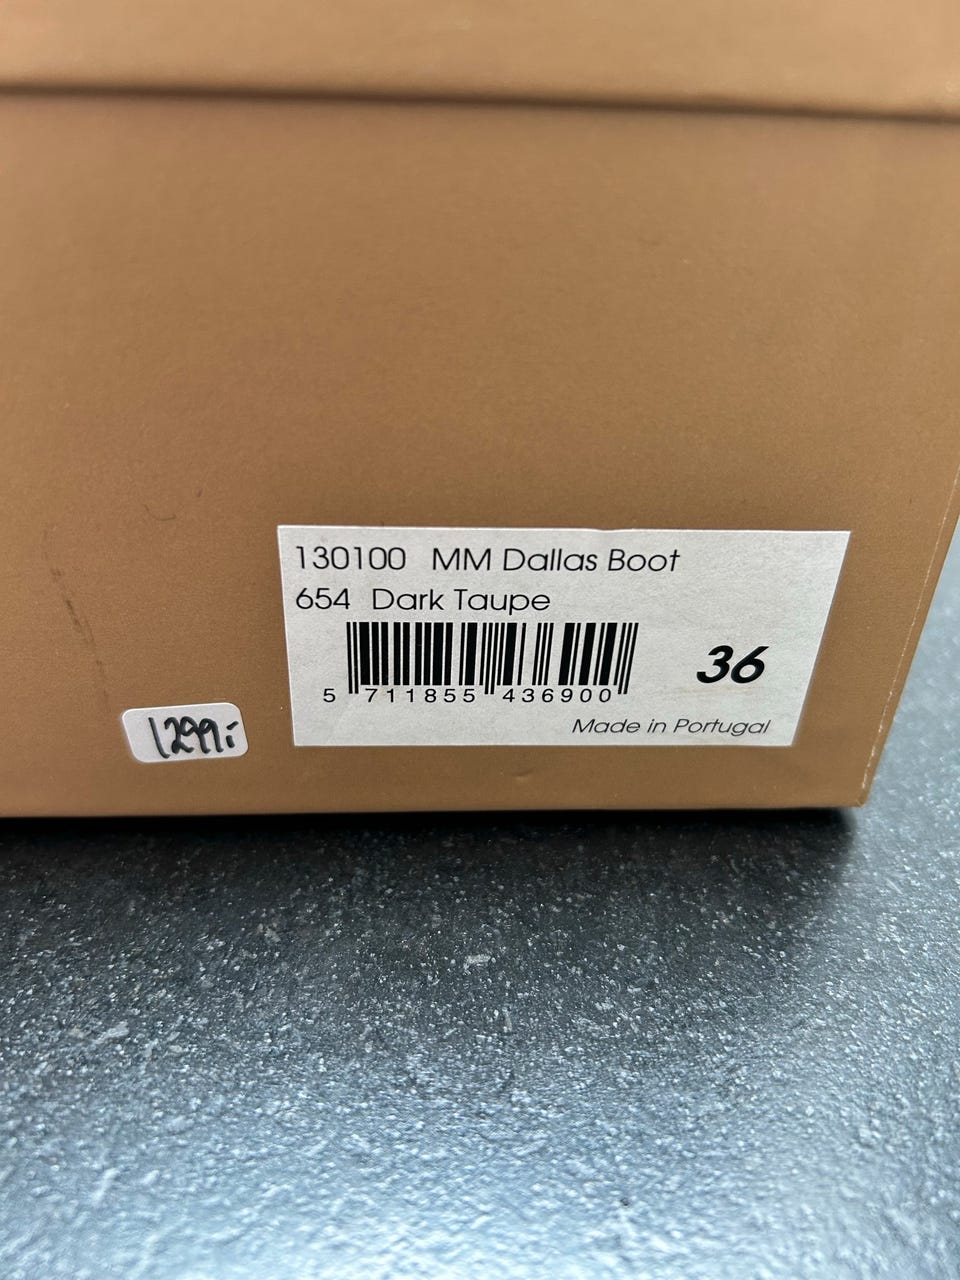 130100 MM Dallas Boot
654 Dark Taupe
5 711855 436900
36
Made in Portugal
1299,-